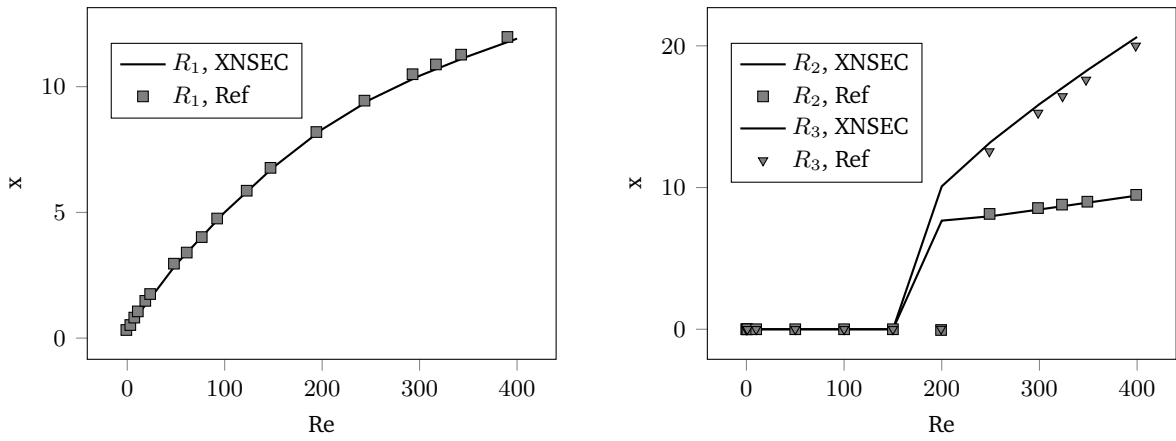 R1, XNSEC
R1, Ref
10
5
0
x
0 100 200 300 400
Re
R2, XNSEC
R2, Ref
R3, XNSEC
R3, Ref
20
10
0
x
0 100 200 300 400
Re